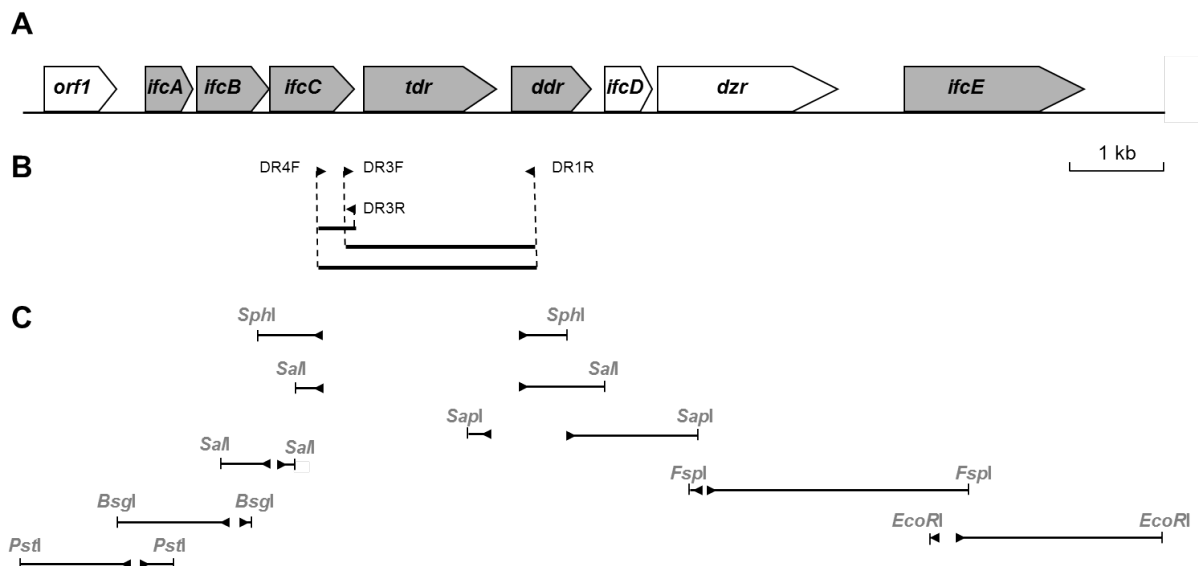 A
orf1 ifcA ifcB ifcC tdr ddr ifcD dzr ifcE
1 kb
B
DR4F DR3F DR1R
DR3R
C
SphI SphI
SalI SalI
SapI SapI
SalI SalI
FspI FspI
BsgI BsgI
EcoRI EcoRI
PstI PstI